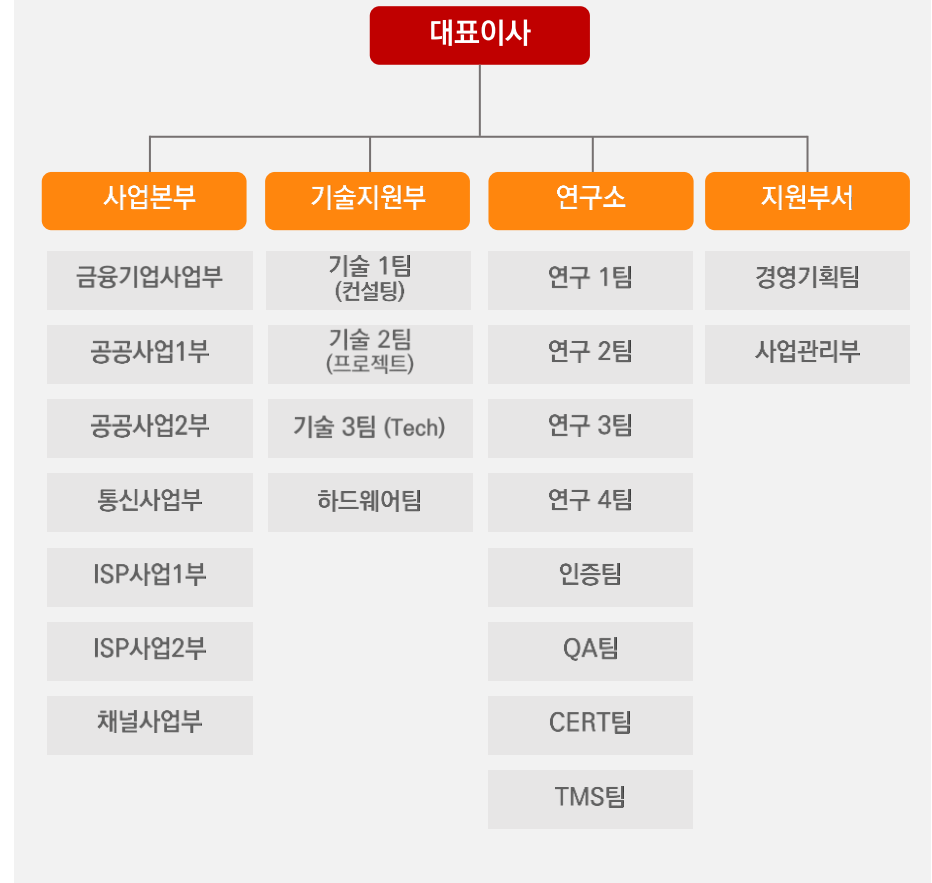 대표이사
사업본부
기술지원부
연구소
지원부서
금융기업사업부
공공사업1부
공공사업2부
통신사업부
ISP사업1부
ISP사업2부
채널사업부
기술 1팀
(컨설팅)
기술 2팀
(프로젝트)
기술 3팀 (Tech)
하드웨어팀
연구 1팀
연구 2팀
연구 3팀
연구 4팀
인증팀
QA팀
CERT팀
TMS팀
경영기획팀
사업관리부